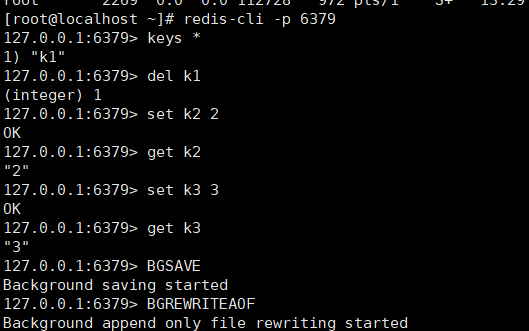 root 2269 0.0 0.0 112728 972 pts/1 S+ 13:29
[root@localhost ~]# redis-cli -p 6379
127.0.0.1:6379> keys *
1) "k1"
127.0.0.1:6379> del k1
(integer) 1
127.0.0.1:6379> set k2 2
OK
127.0.0.1:6379> get k2
"2"
127.0.0.1:6379> set k3 3
OK
127.0.0.1:6379> get k3
"3"
127.0.0.1:6379> BGSAVE
Background saving started
127.0.0.1:6379> BGREWRITEAOF
Background append only file rewriting started